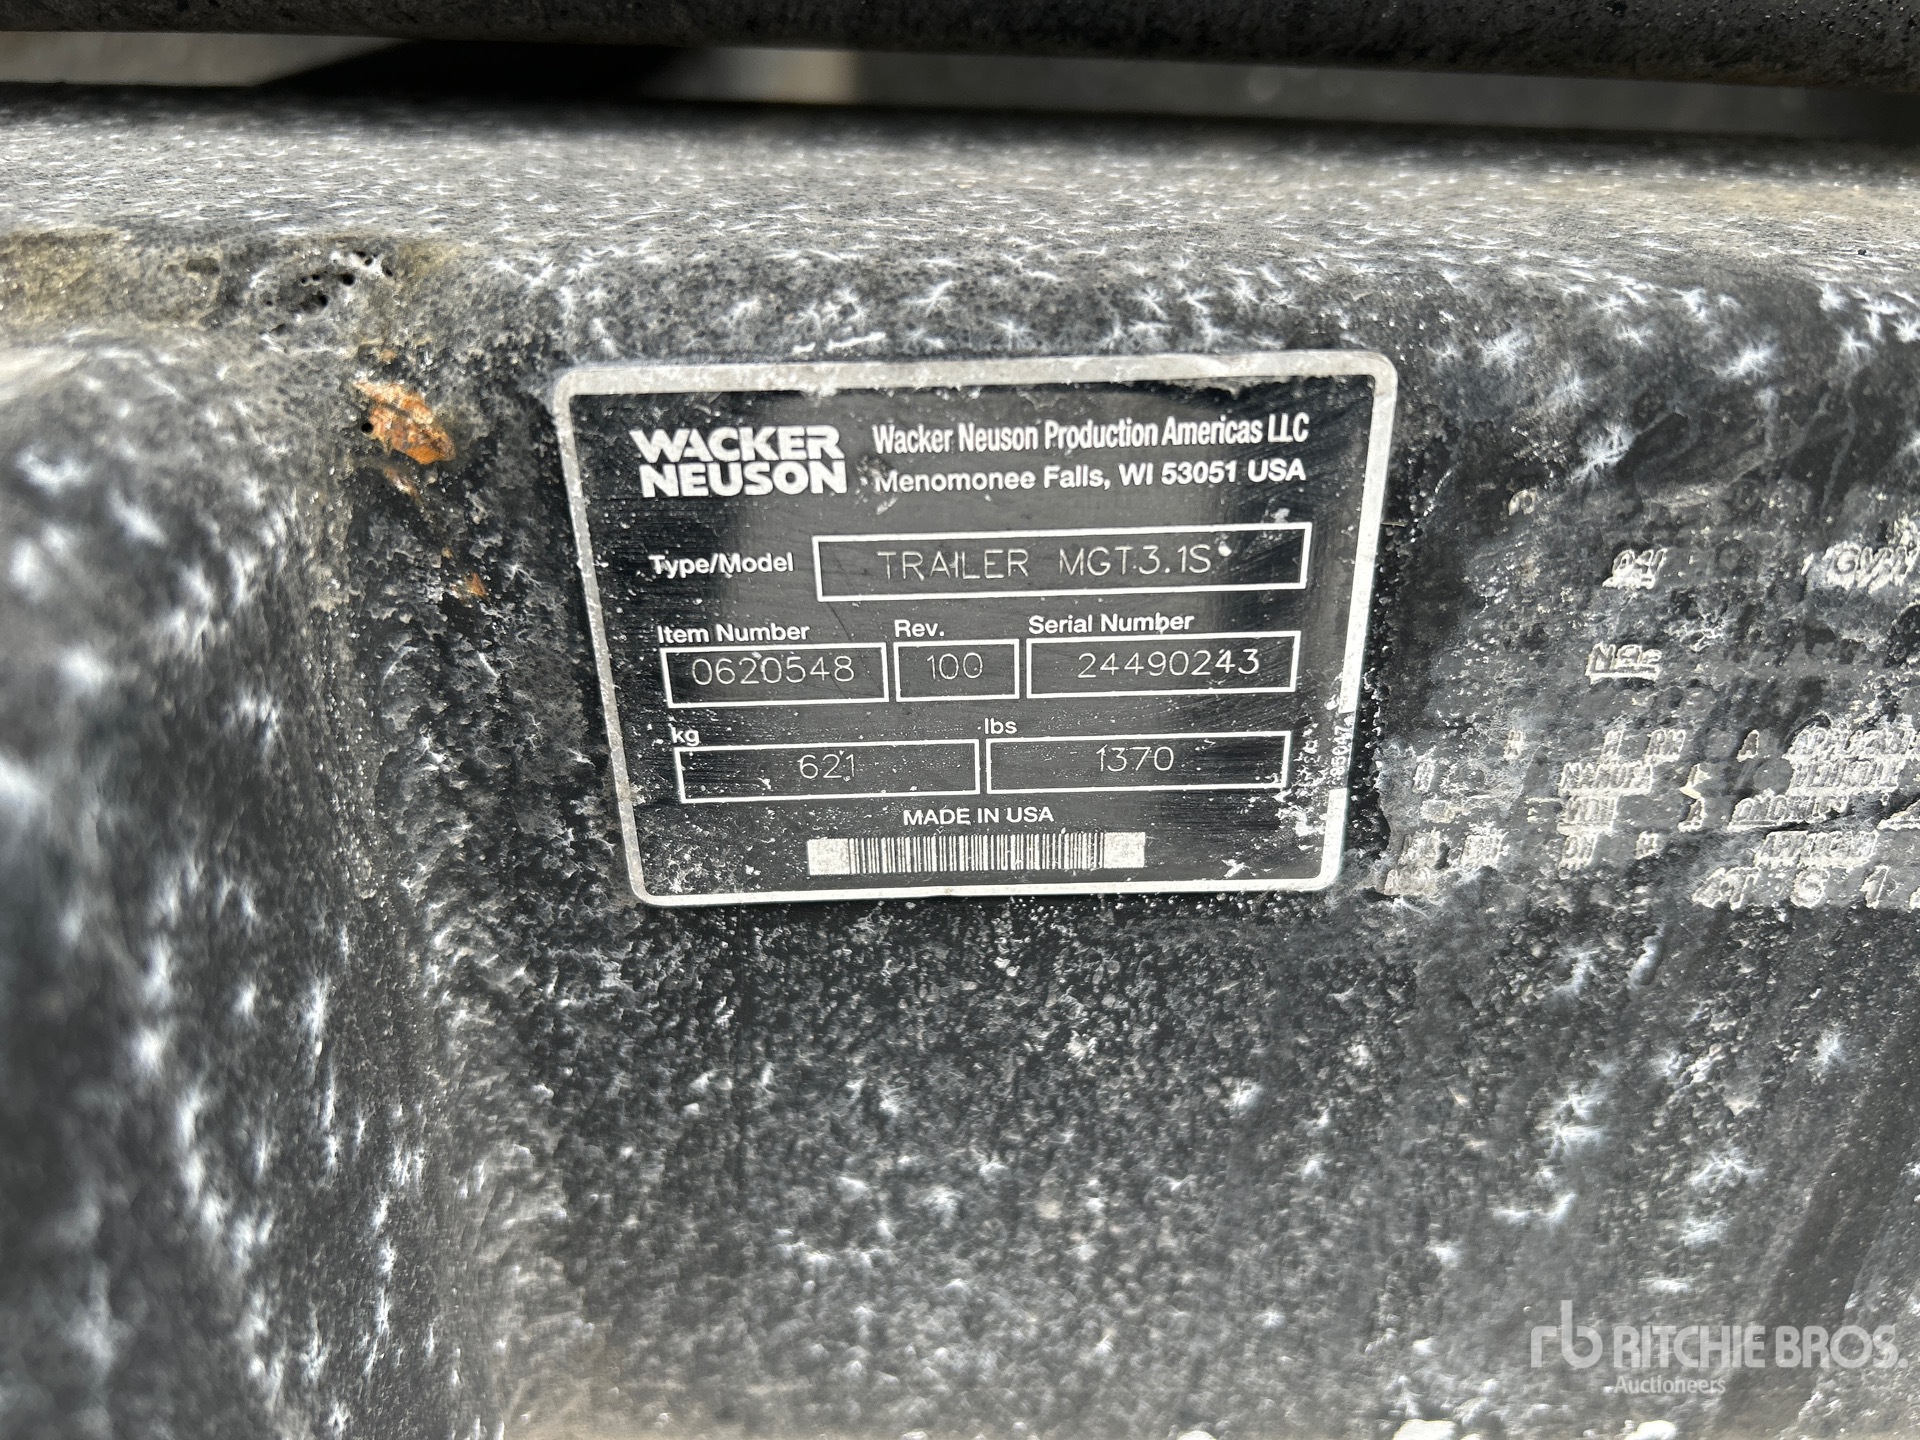 WACKER
NEUSON
Wacker Neuson Production Americas LLC
Menomonee Falls, WI 53051 USA
Type/Model TRAILER MGT3.1S
Item Number Rev. Serial Number
0620548 100 24490243
kg lbs
621 1370
MADE IN USA
rb RITCHIE BROS.
Auctioneers